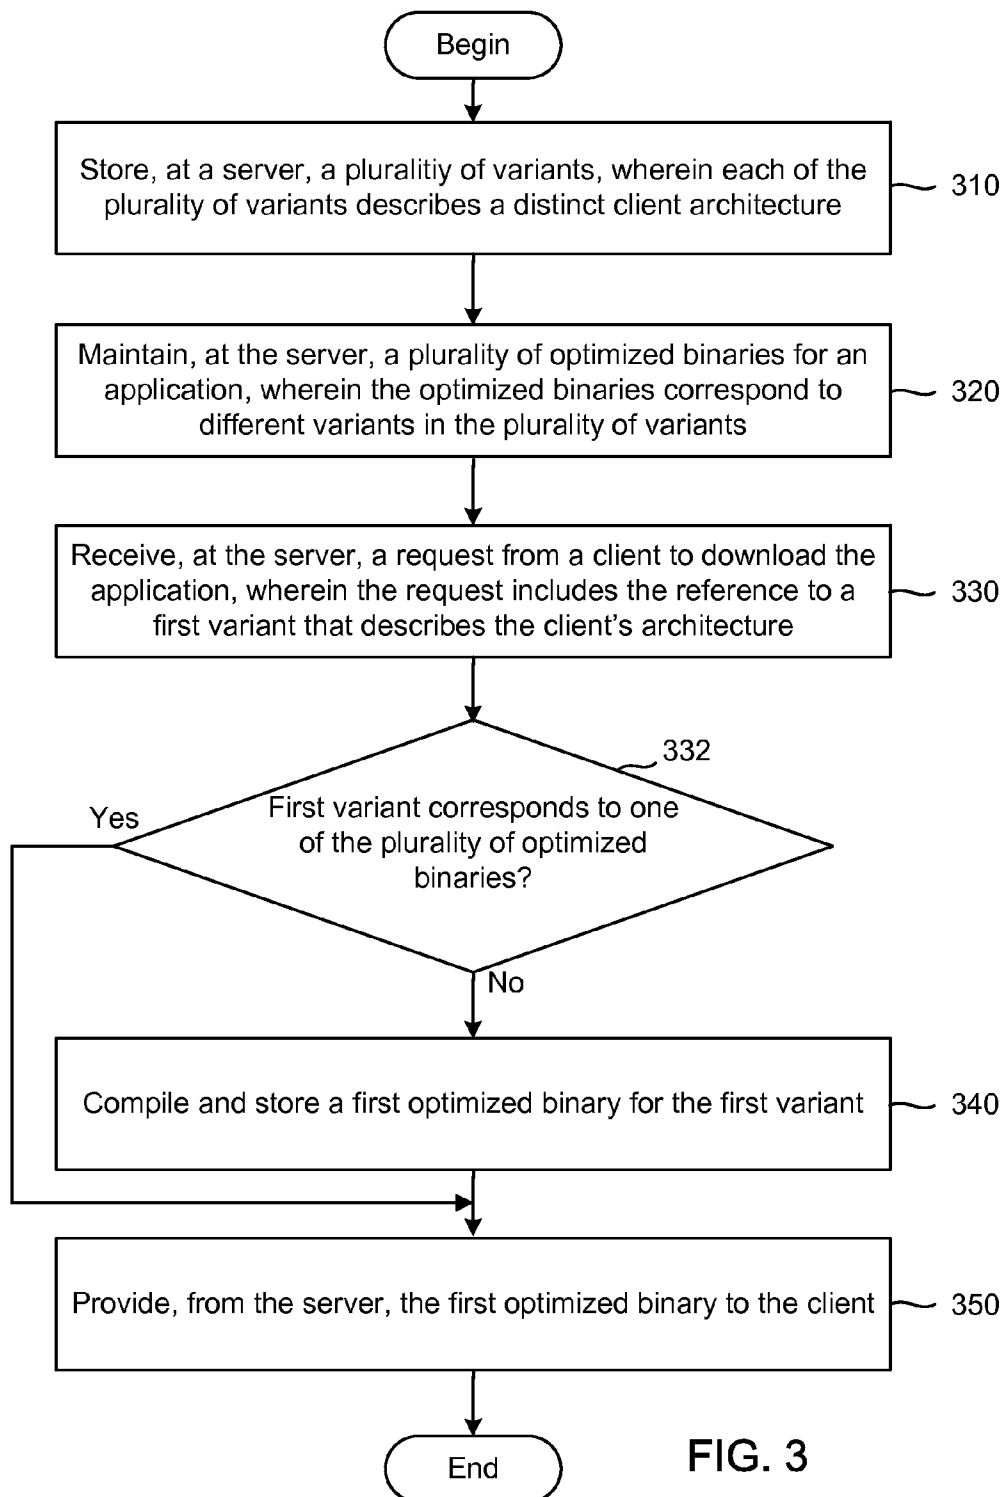 Begin
Store, at a server, a pluralitiy of variants, wherein each of the
plurality of variants describes a distinct client architecture
310
Maintain, at the server, a plurality of optimized binaries for an
application, wherein the optimized binaries correspond to
different variants in the plurality of variants
320
Receive, at the server, a request from a client to download the
application, wherein the request includes the reference to a
first variant that describes the client's architecture
330
332
First variant corresponds to one
of the plurality of optimized
binaries?
Yes
No
Compile and store a first optimized binary for the first variant
340
Provide, from the server, the first optimized binary to the client
350
End
FIG. 3